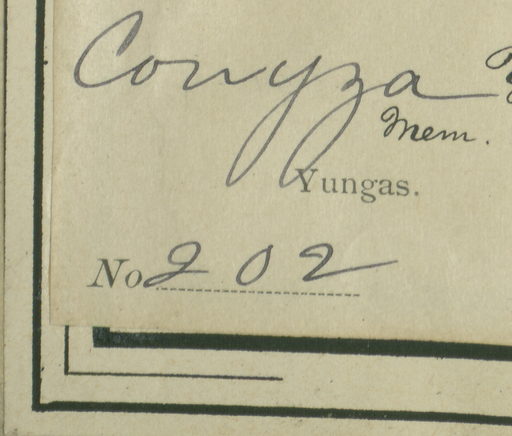 Conyza
Mem.
Yungas.
No 202